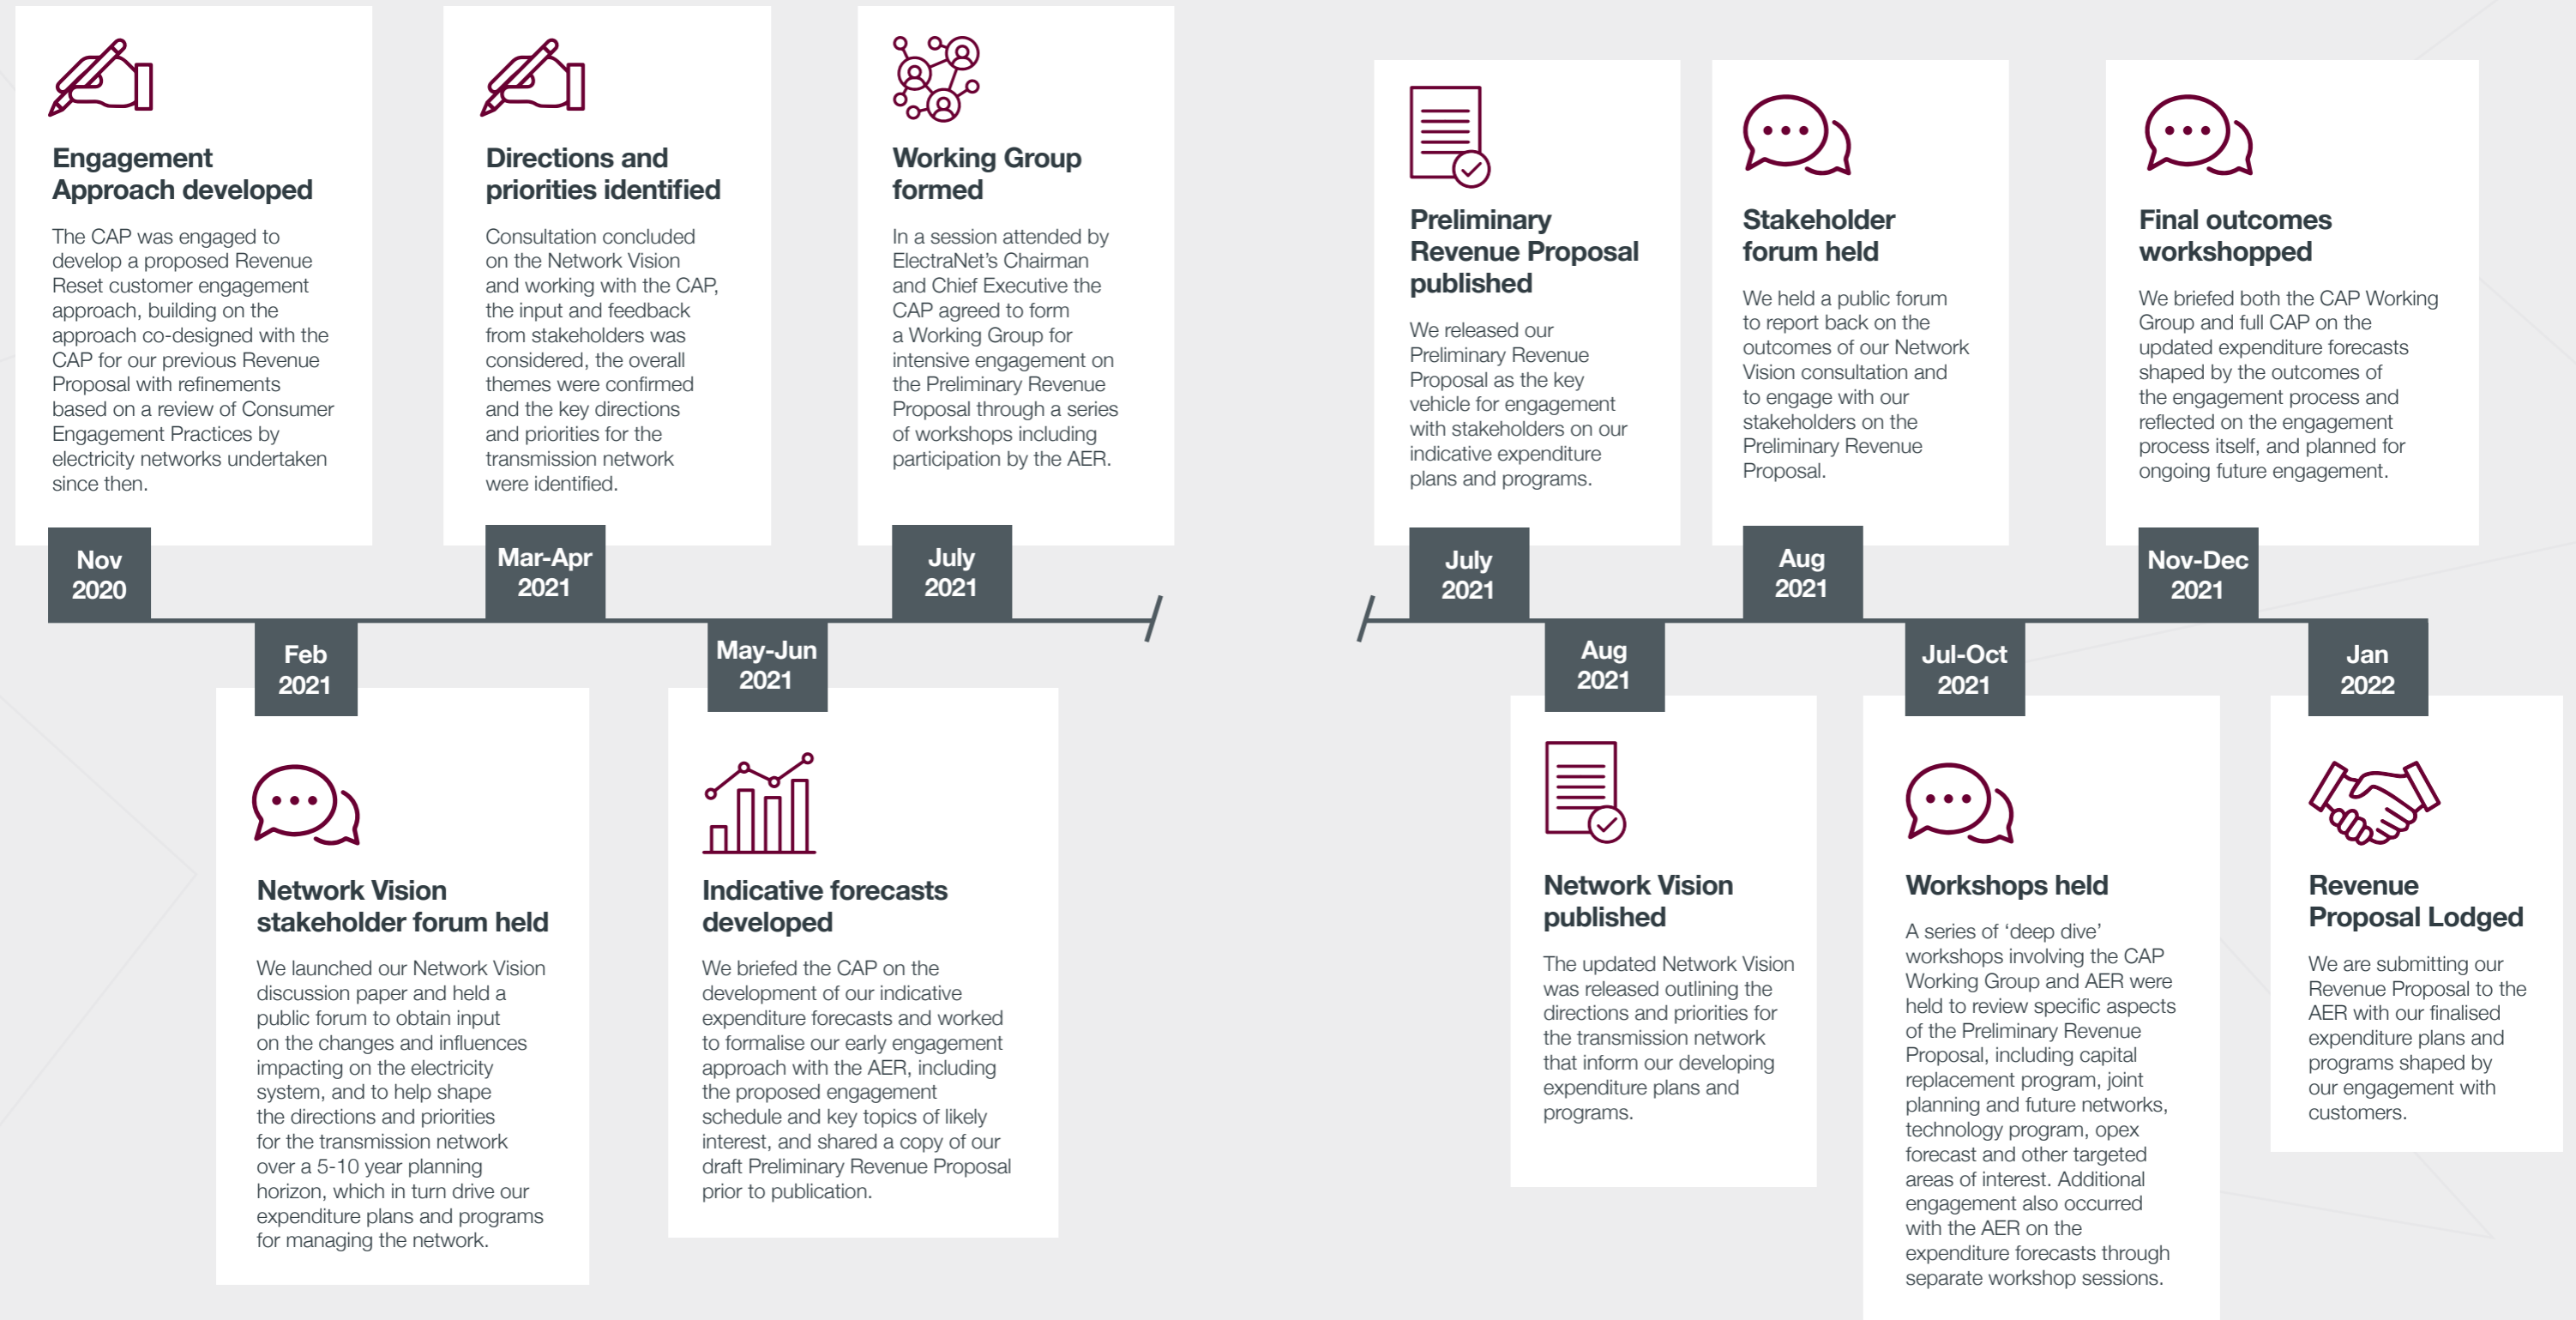 Engagement
Approach developed
The CAP was engaged to
develop a proposed Revenue
Reset customer engagement
approach, building on the
approach co-designed with the
CAP for our previous Revenue
Proposal with refinements
based on a review of Consumer
Engagement Practices by
electricity networks undertaken
since then.
Nov
2020
Feb
2021
Network Vision
stakeholder forum held
We launched our Network Vision
discussion paper and held a
public forum to obtain input
on the changes and influences
impacting on the electricity
system, and to help shape
the directions and priorities
for the transmission network
over a 5-10 year planning
horizon, which in turn drive our
expenditure plans and programs
for managing the network.
Directions and
priorities identified
Consultation concluded
on the Network Vision
and working with the CAP,
the input and feedback
from stakeholders was
considered, the overall
themes were confirmed
and the key directions
and priorities for the
transmission network
were identified.
Mar-Apr
2021
May-Jun
2021
Indicative forecasts
developed
We briefed the CAP on the
development of our indicative
expenditure forecasts and worked
to formalise our early engagement
approach with the AER, including
the proposed engagement
schedule and key topics of likely
interest, and shared a copy of our
draft Preliminary Revenue Proposal
prior to publication.
Working Group
formed
In a session attended by
ElectraNet’s Chairman
and Chief Executive the
CAP agreed to form
a Working Group for
intensive engagement on
the Preliminary Revenue
Proposal through a series
of workshops including
participation by the AER.
July
2021
Preliminary
Revenue Proposal
published
We released our
Preliminary Revenue
Proposal as the key
vehicle for engagement
with stakeholders on our
indicative expenditure
plans and programs.
July
2021
Aug
2021
Network Vision
published
The updated Network Vision
was released outlining the
directions and priorities for
the transmission network
that inform our developing
expenditure plans and
programs.
Stakeholder
forum held
We held a public forum
to report back on the
outcomes of our Network
Vision consultation and
to engage with our
stakeholders on the
Preliminary Revenue
Proposal.
Aug
2021
Jul-Oct
2021
Workshops held
A series of ‘deep dive’
workshops involving the CAP
Working Group and AER were
held to review specific aspects
of the Preliminary Revenue
Proposal, including capital
replacement program, joint
planning and future networks,
technology program, opex
forecast and other targeted
areas of interest. Additional
engagement also occurred
with the AER on the
expenditure forecasts through
separate workshop sessions.
Final outcomes
workshopped
We briefed both the CAP Working
Group and full CAP on the
updated expenditure forecasts
shaped by the outcomes of
the engagement process and
reflected on the engagement
process itself, and planned for
ongoing future engagement.
Nov-Dec
2021
Jan
2022
Revenue
Proposal Lodged
We are submitting our
Revenue Proposal to the
AER with our finalised
expenditure plans and
programs shaped by
our engagement with
customers.